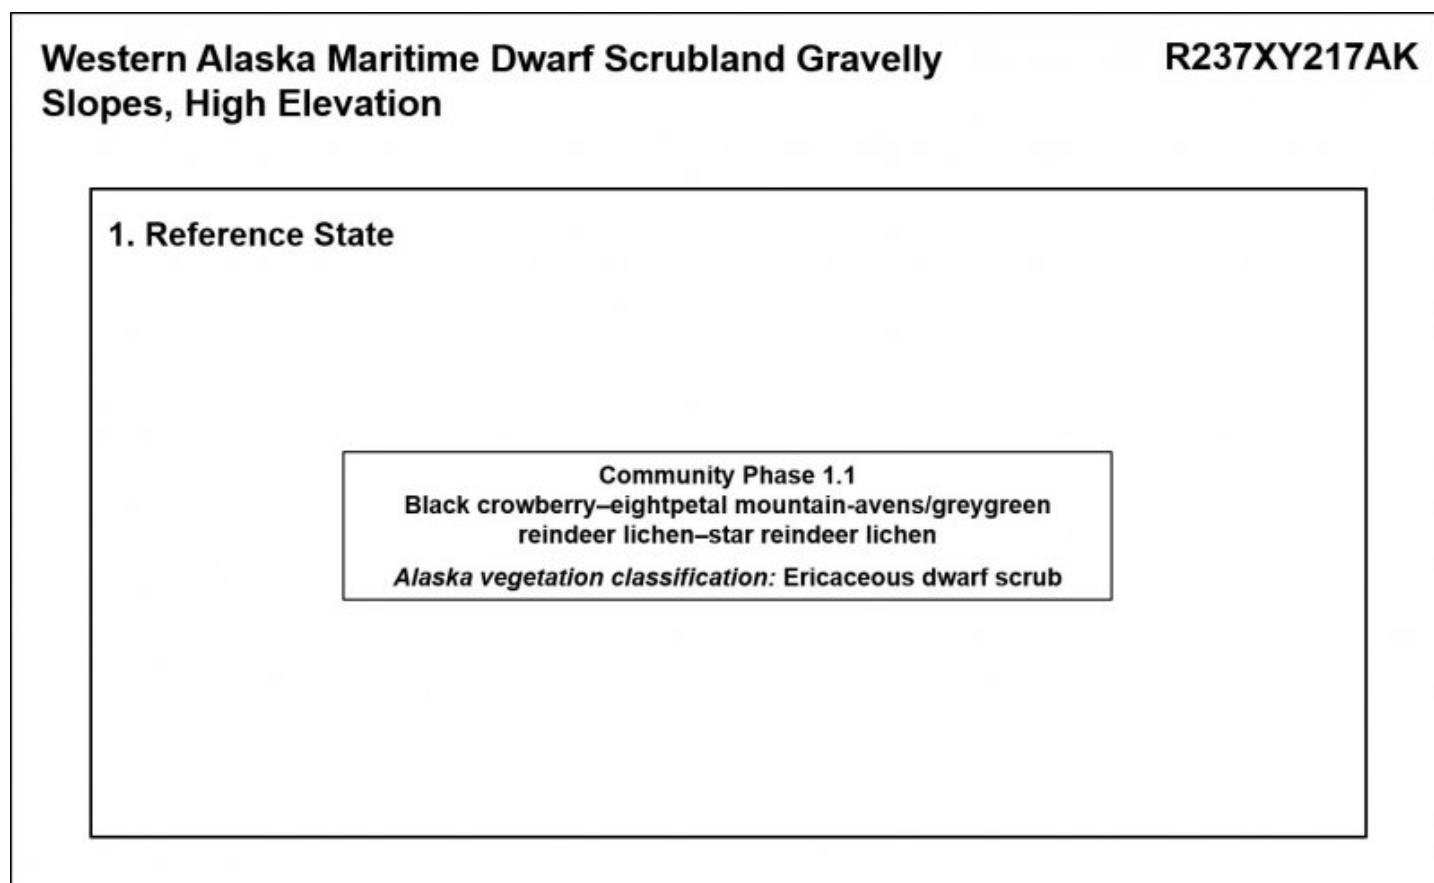 Western Alaska Maritime Dwarf Scrubland Gravelly
Slopes, High Elevation
R237XY217AK
1. Reference State
Community Phase 1.1
Black crowberry–eightpetal mountain-avens/greygreen
reindeer lichen–star reindeer lichen
Alaska vegetation classification: Ericaceous dwarf scrub